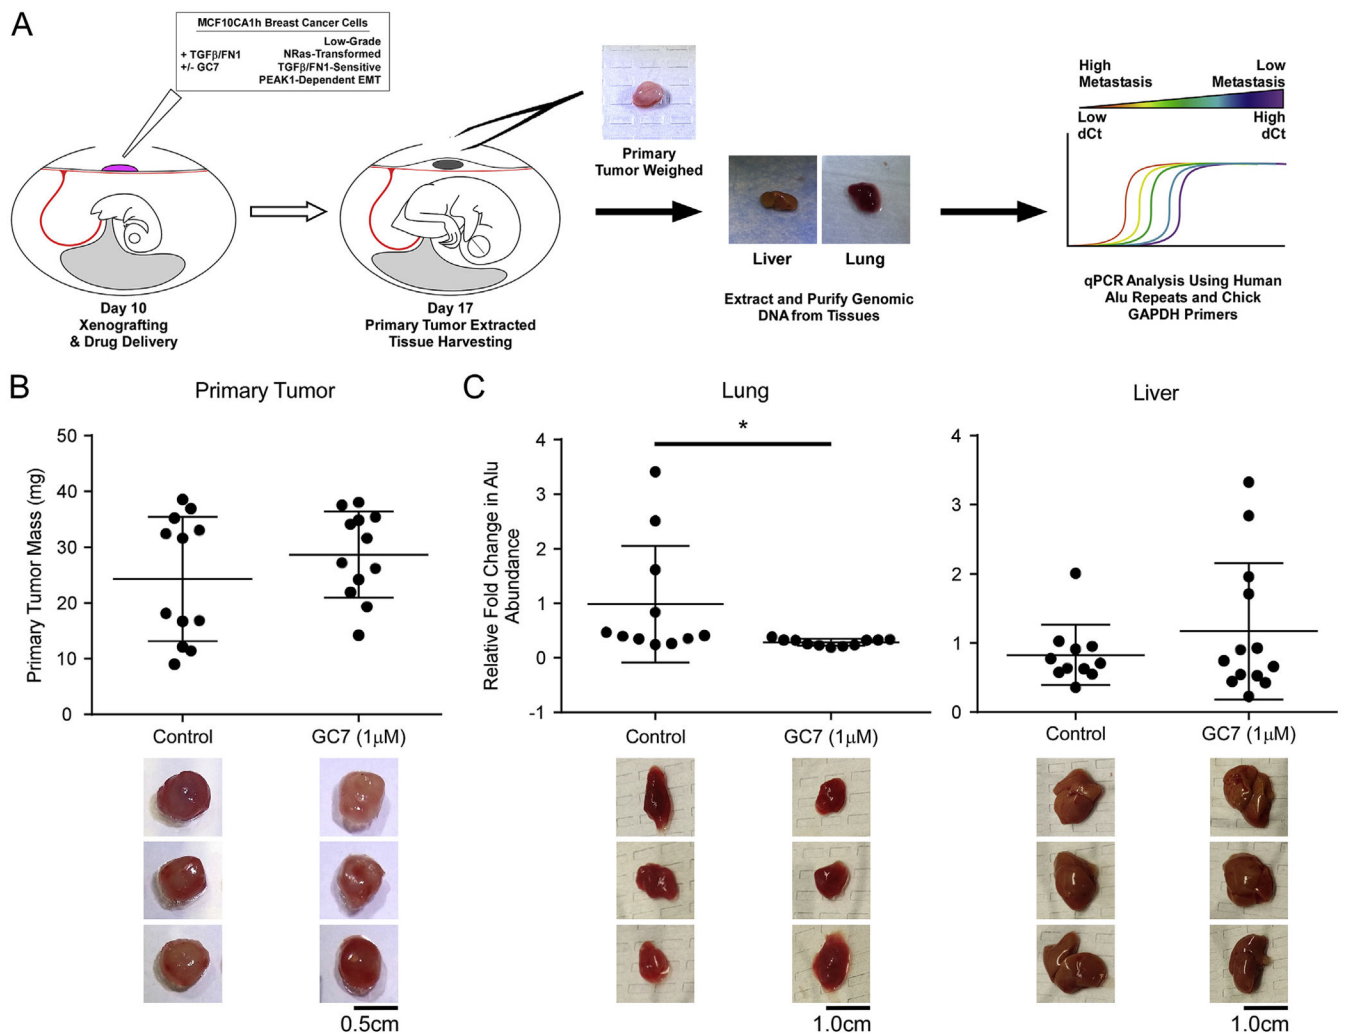 A
MCF10CA1h Breast Cancer Cells
+ TGFβ/FN1
+/- GC7
Low-Grade
NRas-Transformed
TGFβ/FN1-Sensitive
PEAK1-Dependent EMT
Day 10
Xenografting
& Drug Delivery
Day 17
Primary Tumor Extracted
Tissue Harvesting
Primary
Tumor Weighed
Liver
Lung
Extract and Purify Genomic
DNA from Tissues
High
Metastasis
Low
Metastasis
Low
dCt
High
dCt
qPCR Analysis Using Human
Alu Repeats and Chick
GAPDH Primers
B
Primary Tumor
Primary Tumor Mass (mg)
50
40
30
20
10
0
Control
GC7 (1μM)
0.5cm
C
Lung
Relative Fold Change in Alu
Abundance
4
3
2
1
0
-1
*
Control
GC7 (1μM)
1.0cm
Liver
4
3
2
1
0
Control
GC7 (1μM)
1.0cm